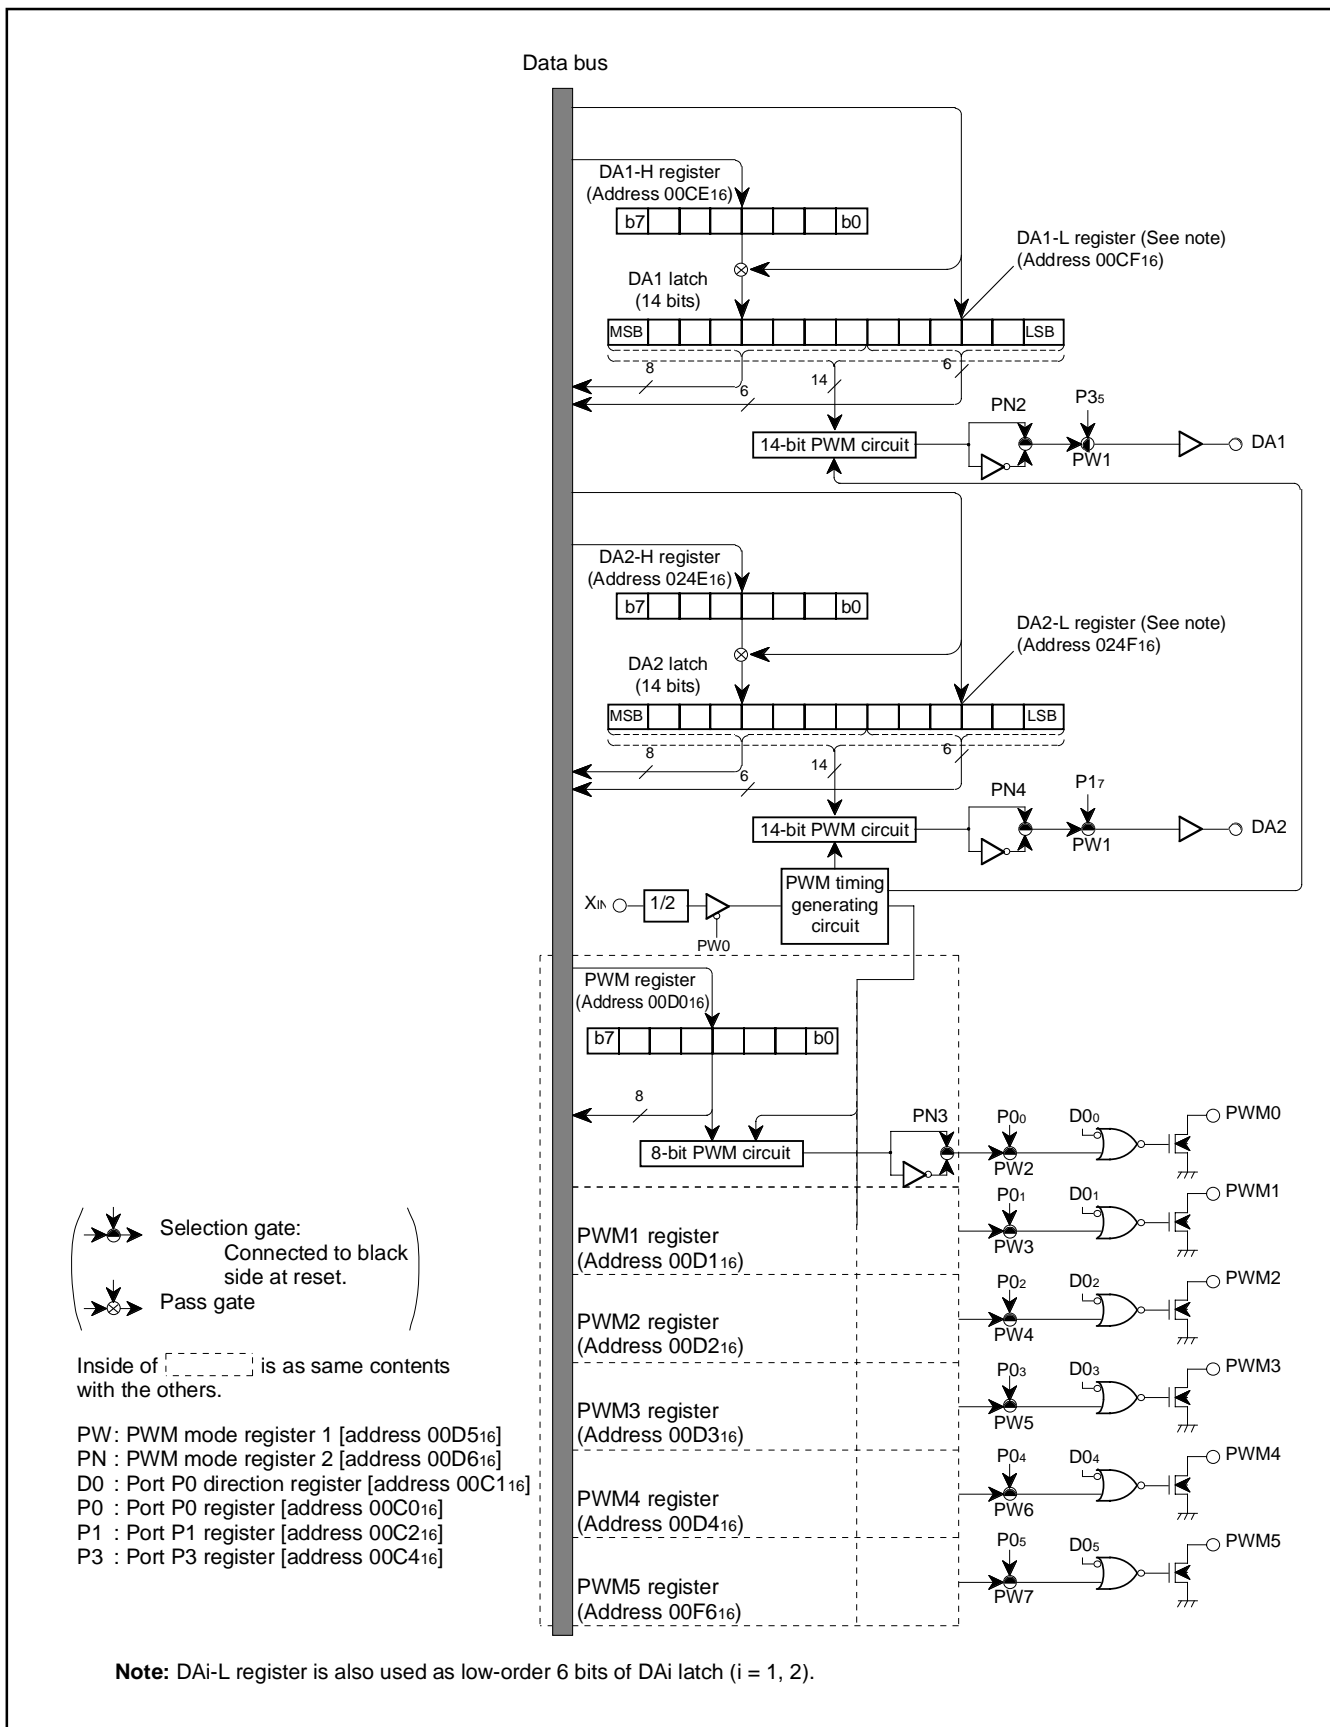 Data bus
DA1-H register
(Address 00CE16)
b7 b0
DA1-L register (See note)
(Address 00CF16)
DA1 latch
(14 bits)
MSB LSB
8
6
14
6
PN2
P35
14-bit PWM circuit
PW1
DA1
DA2-H register
(Address 024E16)
b7 b0
DA2-L register (See note)
(Address 024F16)
DA2 latch
(14 bits)
MSB LSB
8
6
14
6
PN4
P17
14-bit PWM circuit
PW1
DA2
XIN
1/2
PW0
PWM timing
generating
circuit
PWM register
(Address 00D016)
b7 b0
8
8-bit PWM circuit
PN3
P00
PW2
D00
PWM0
PWM1 register
(Address 00D116)
P01
PW3
D01
PWM1
PWM2 register
(Address 00D216)
P02
PW4
D02
PWM2
PWM3 register
(Address 00D316)
P03
PW5
D03
PWM3
PWM4 register
(Address 00D416)
P04
PW6
D04
PWM4
PWM5 register
(Address 00F616)
P05
PW7
D05
PWM5
Selection gate:
Connected to black
side at reset.
Pass gate
Inside of is as same contents
with the others.
PW : PWM mode register 1 [address 00D516]
PN : PWM mode register 2 [address 00D616]
D0 : Port P0 direction register [address 00C116]
P0 : Port P0 register [address 00C016]
P1 : Port P1 register [address 00C216]
P3 : Port P3 register [address 00C416]
Note: DAi-L register is also used as low-order 6 bits of DAi latch (i = 1, 2).